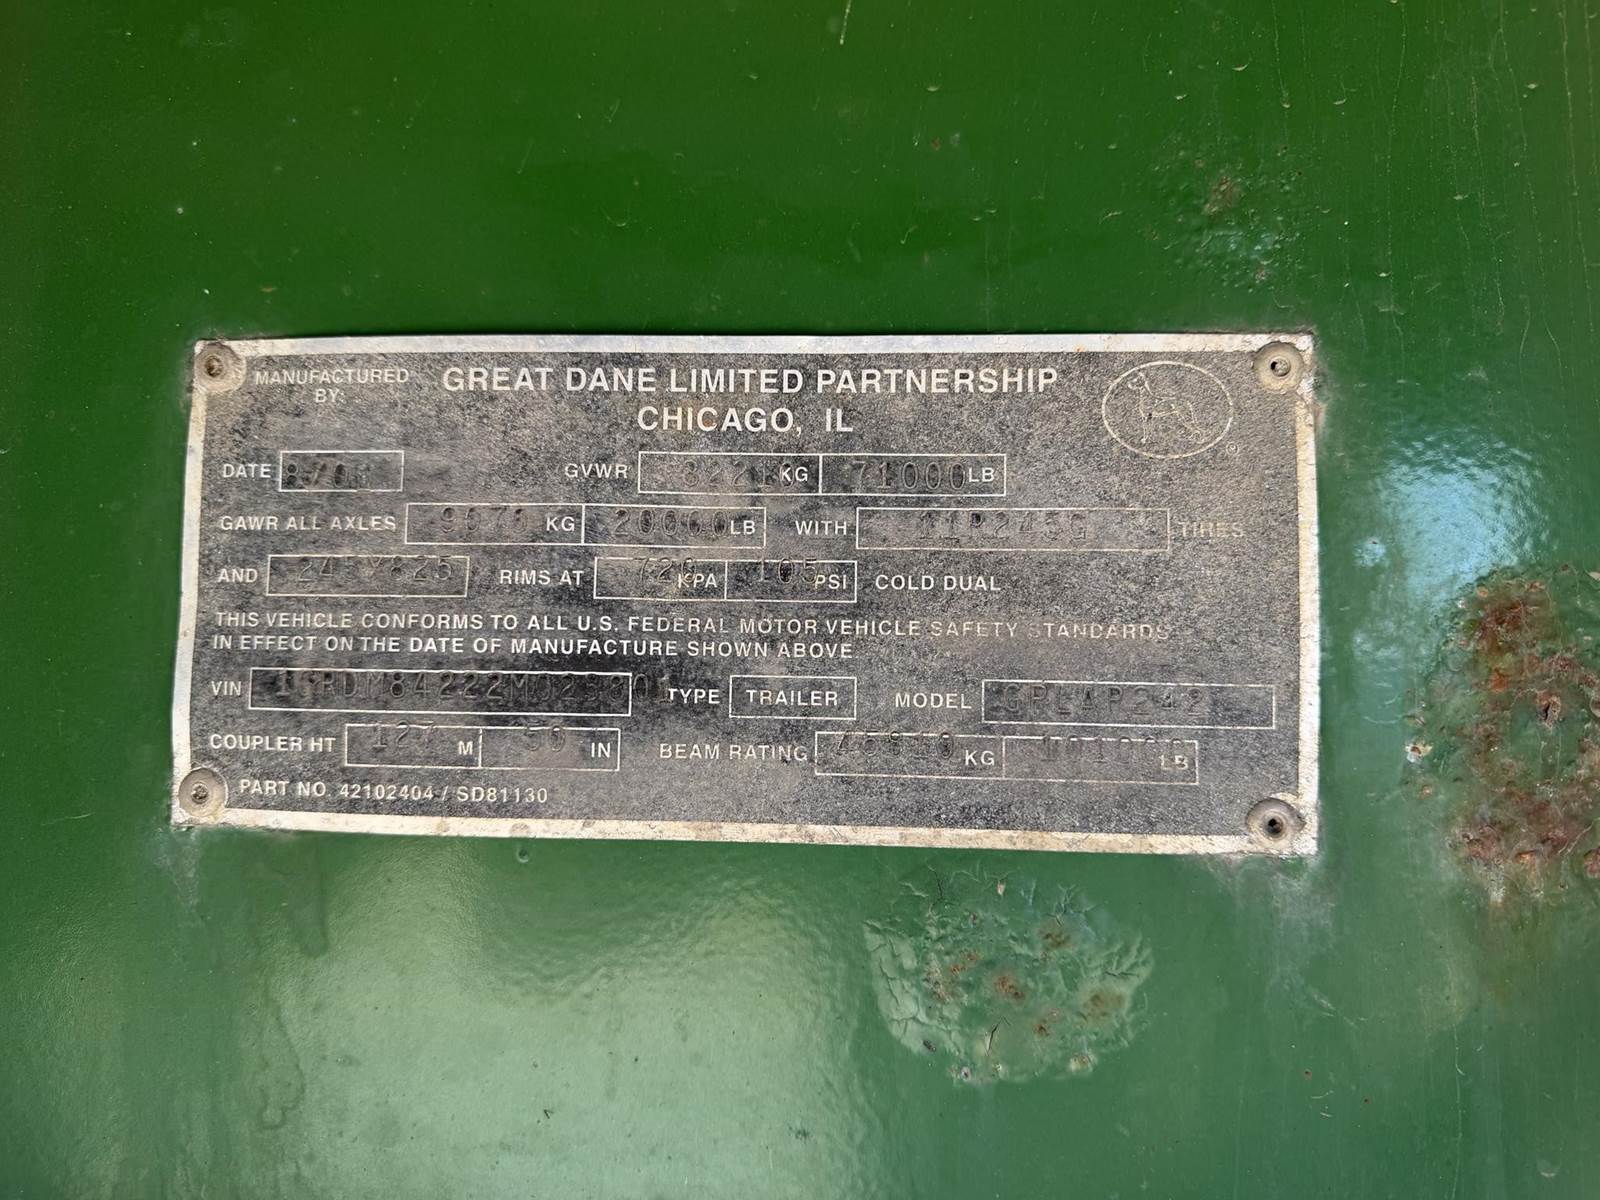 MANUFACTURED BY: GREAT DANE LIMITED PARTNERSHIP
CHICAGO, IL
DATE GVWR KG 71000 LB
GAWR ALL AXLES KG 20000 LB WITH TIRES
AND 245X825 RIMS AT 720 KPA 105 PSI COLD DUAL
THIS VEHICLE CONFORMS TO ALL U.S. FEDERAL MOTOR VEHICLE SAFETY STANDARDS
IN EFFECT ON THE DATE OF MANUFACTURE SHOWN ABOVE
VIN TYPE TRAILER MODEL
COUPLER HT 127 M 50 IN BEAM RATING KG LB
PART NO. 42102404 / SD81130